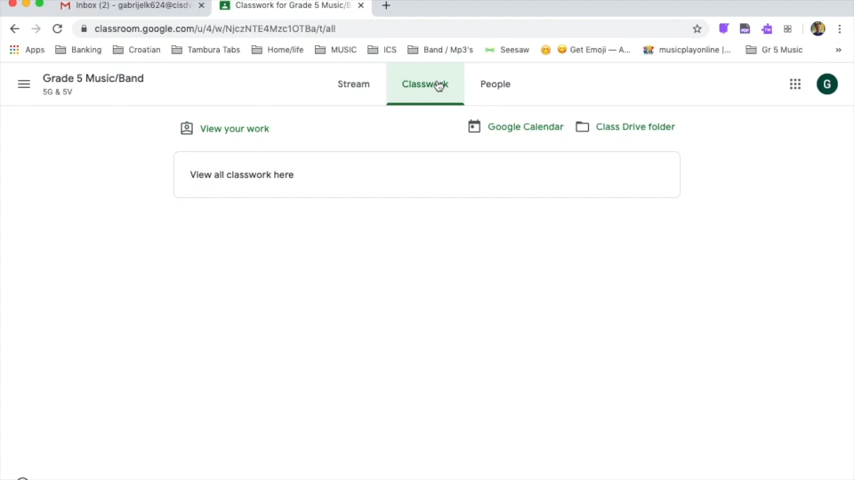 Inbox (2) - gabrijelk624@cisdv
Classwork for Grade 5 Music/B
classroom.google.com/u/4/w/NjczNTE4Mzc1OTBa/t/all
Apps Banking Croatian Tambura Tabs Home/life MUSIC ICS Band / Mp3's Seesaw Get Emoji — A... musicplayonline |... Gr 5 Music »
Grade 5 Music/Band
5G & 5V
Stream Classwork People
G
View your work Google Calendar Class Drive folder
View all classwork here